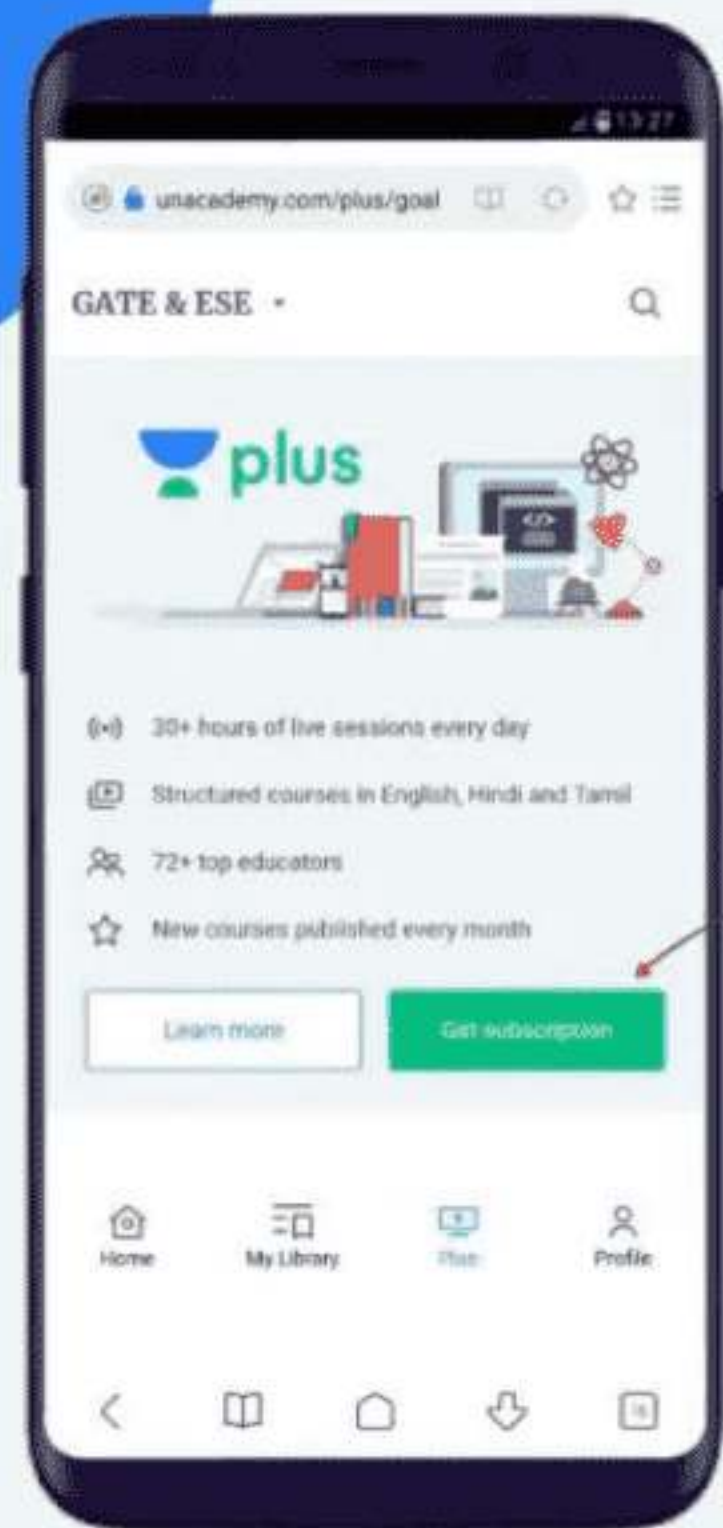 13:27
unacademy.com/plus/goal
GATE & ESE
plus
30+ hours of live sessions every day
Structured courses in English, Hindi and Tamil
72+ top educators
New courses published every month
Learn more Get subscription
Home My Library Plus Profile